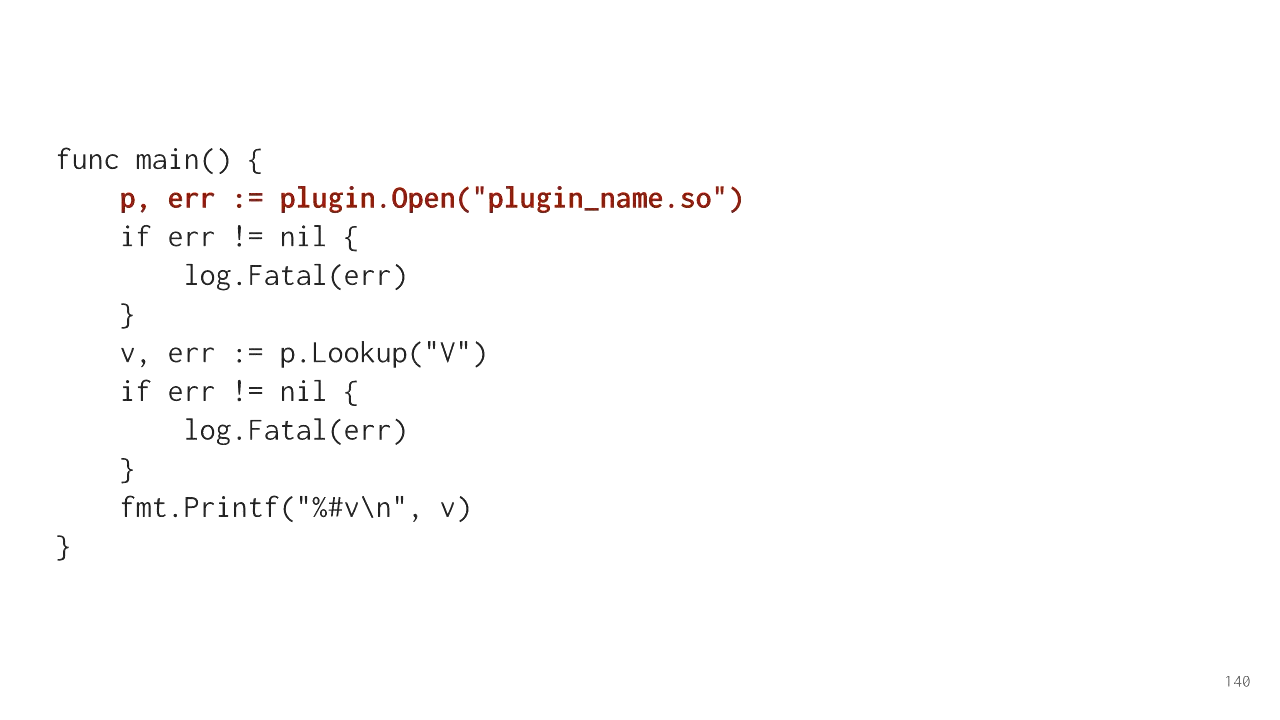 func main() {
    p, err := plugin.Open("plugin_name.so")
    if err != nil {
        log.Fatal(err)
    }
    v, err := p.Lookup("V")
    if err != nil {
        log.Fatal(err)
    }
    fmt.Printf("%#v\n", v)
}
140